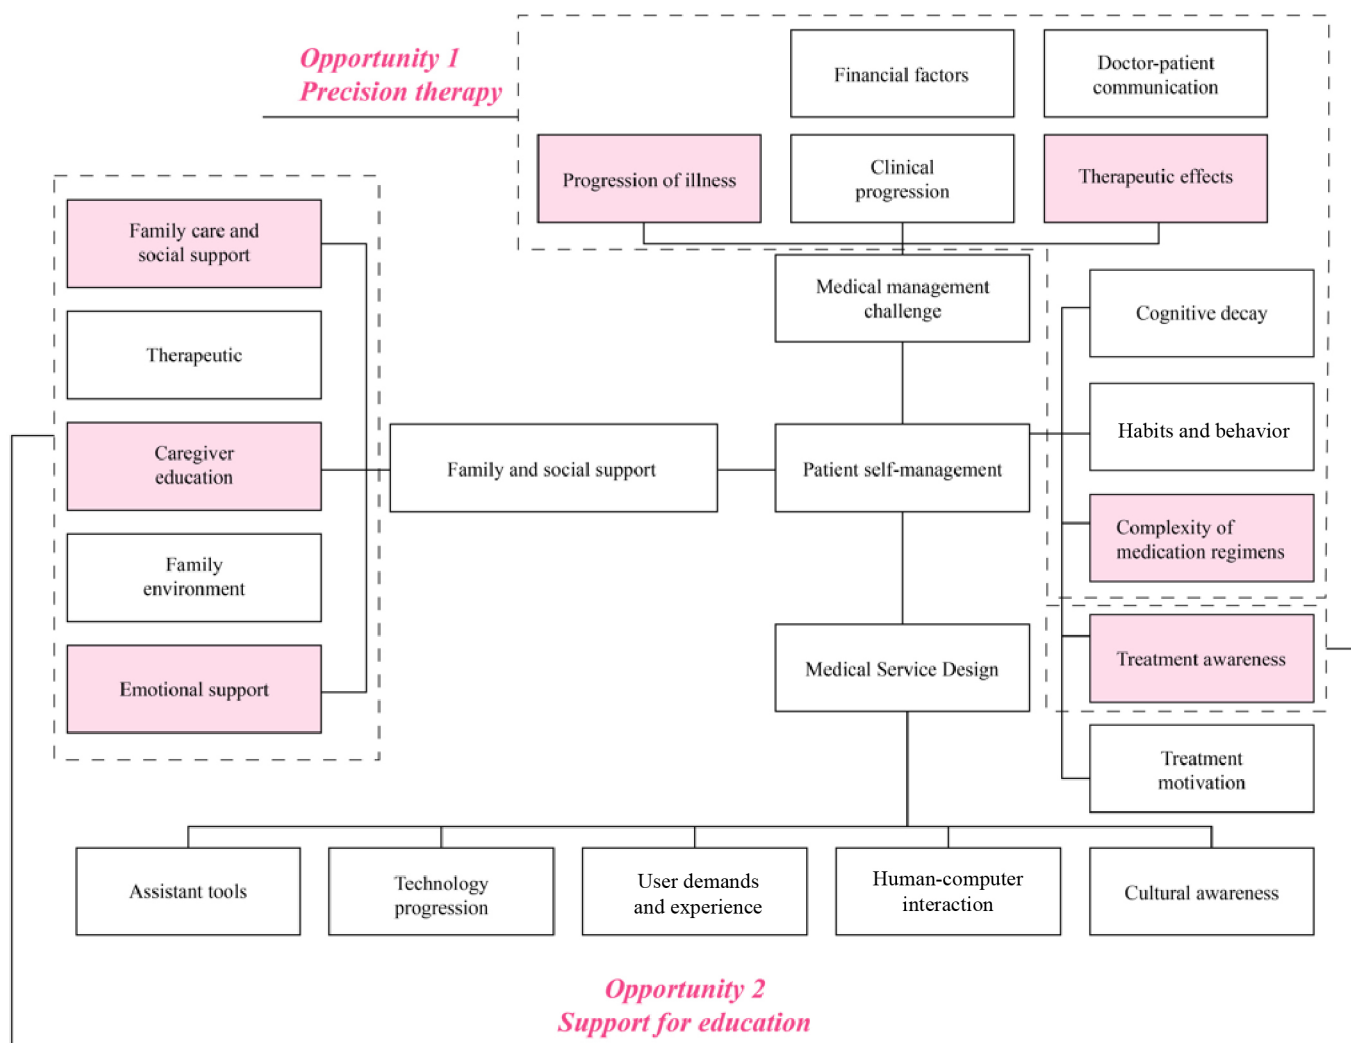 Opportunity 1
Precision therapy
Financial factors
Doctor-patient
communication
Progression of illness
Clinical
progression
Therapeutic effects
Family care and
social support
Medical management
challenge
Cognitive decay
Therapeutic
Habits and behavior
Caregiver
education
Family and social support
Patient self-management
Complexity of
medication regimens
Family
environment
Medical Service Design
Treatment awareness
Emotional support
Treatment
motivation
Assistant tools
Technology
progression
User demands
and experience
Human-computer
interaction
Cultural awareness
Opportunity 2
Support for education